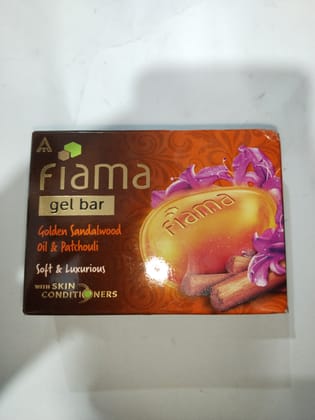 fiama
gel bar
Golden Sandalwood
Oil & Patchouli
Soft & Luxurious
WITH SKIN
CONDITIONERS
fiama